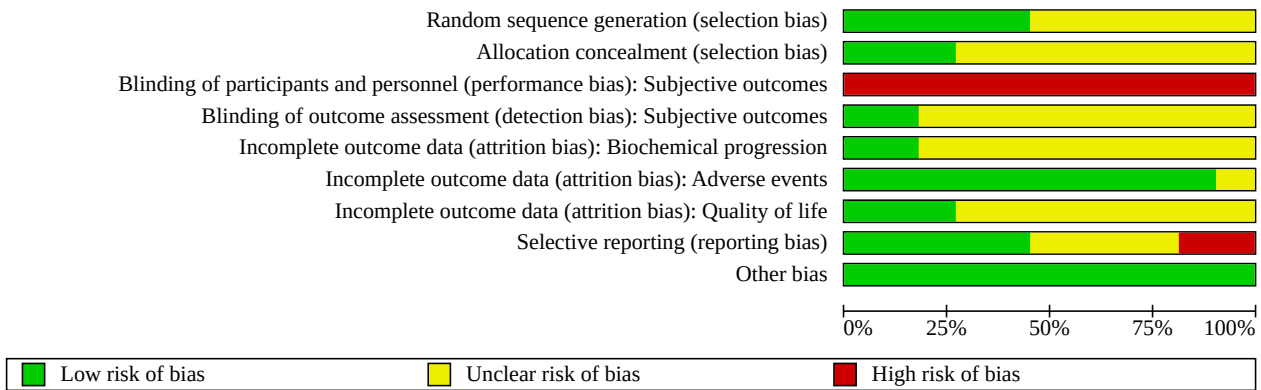 Random sequence generation (selection bias)
Allocation concealment (selection bias)
Blinding of participants and personnel (performance bias): Subjective outcomes
Blinding of outcome assessment (detection bias): Subjective outcomes
Incomplete outcome data (attrition bias): Biochemical progression
Incomplete outcome data (attrition bias): Adverse events
Incomplete outcome data (attrition bias): Quality of life
Selective reporting (reporting bias)
Other bias
0% 25% 50% 75% 100%
Low risk of bias Unclear risk of bias High risk of bias